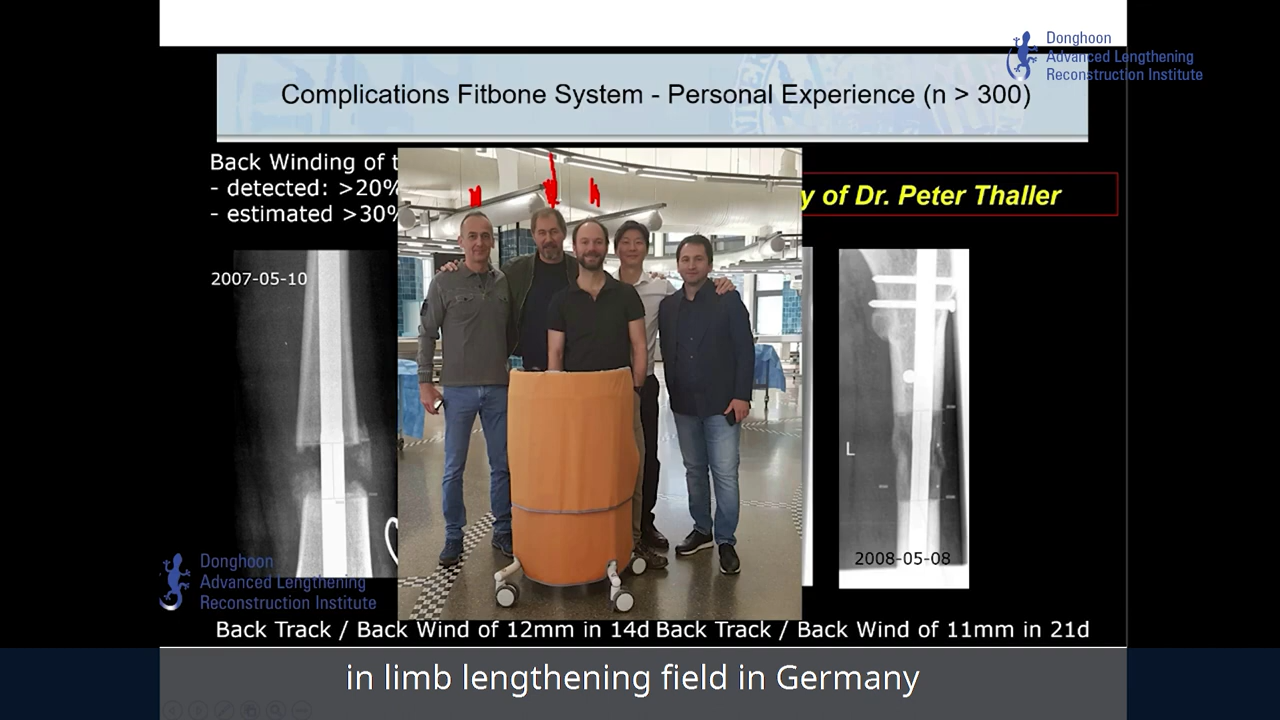 Donghoon
Advanced Lengthening
Reconstruction Institute
Complications Fitbone System - Personal Experience (n > 300)
Back Winding of t
- detected: >20%
- estimated >30%
y of Dr. Peter Thaller
2007-05-10
L
2008-05-08
Donghoon
Advanced Lengthening
Reconstruction Institute
Back Track / Back Wind of 12mm in 14d Back Track / Back Wind of 11mm in 21d
in limb lengthening field in Germany